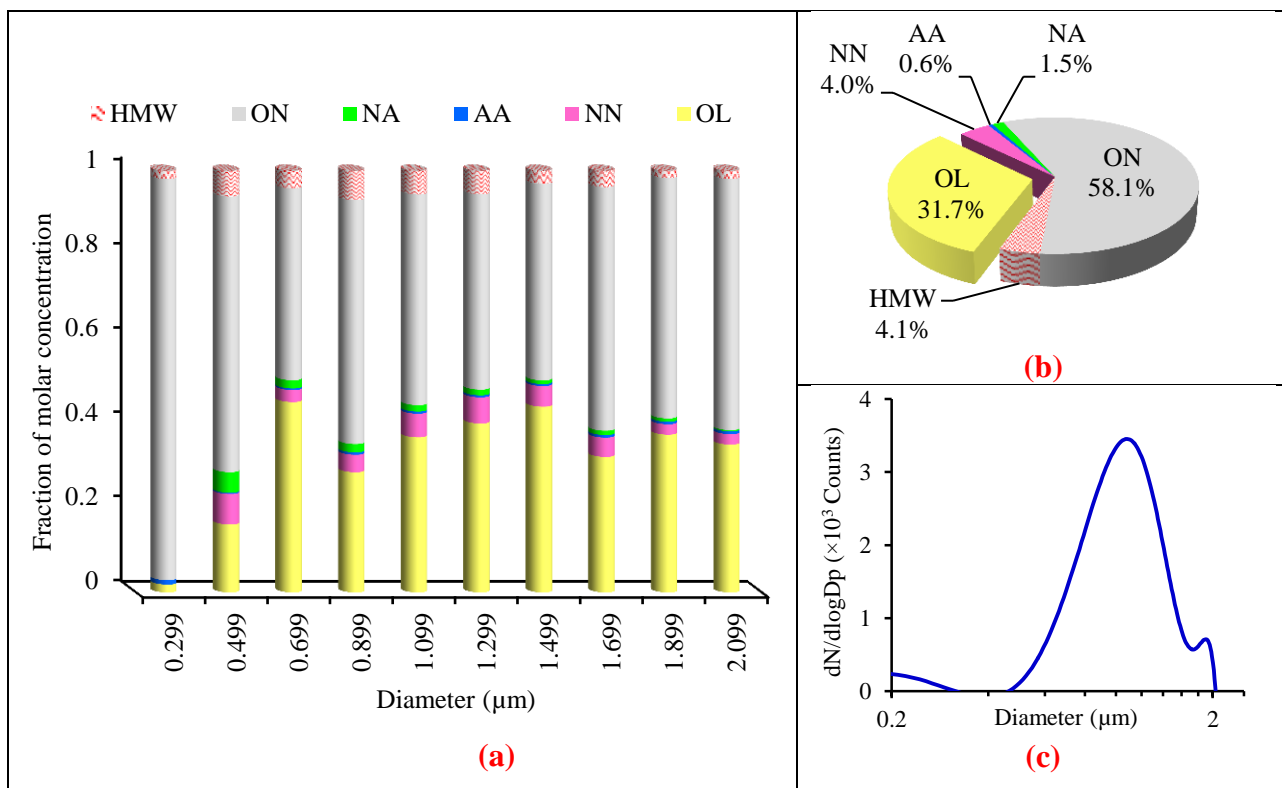 HMW ON NA AA NN OL
Fraction of molar concentration
1
0.8
0.6
0.4
0.2
0
0.299 0.499 0.699 0.899 1.099 1.299 1.499 1.699 1.899 2.099
Diameter (µm)
(a)
AA
0.6%
NA
1.5%
NN
4.0%
ON
58.1%
OL
31.7%
HMW
4.1%
(b)
dN/dlogDp (×10³ Counts)
4
3
2
1
0
0.2 Diameter (µm) 2
(c)